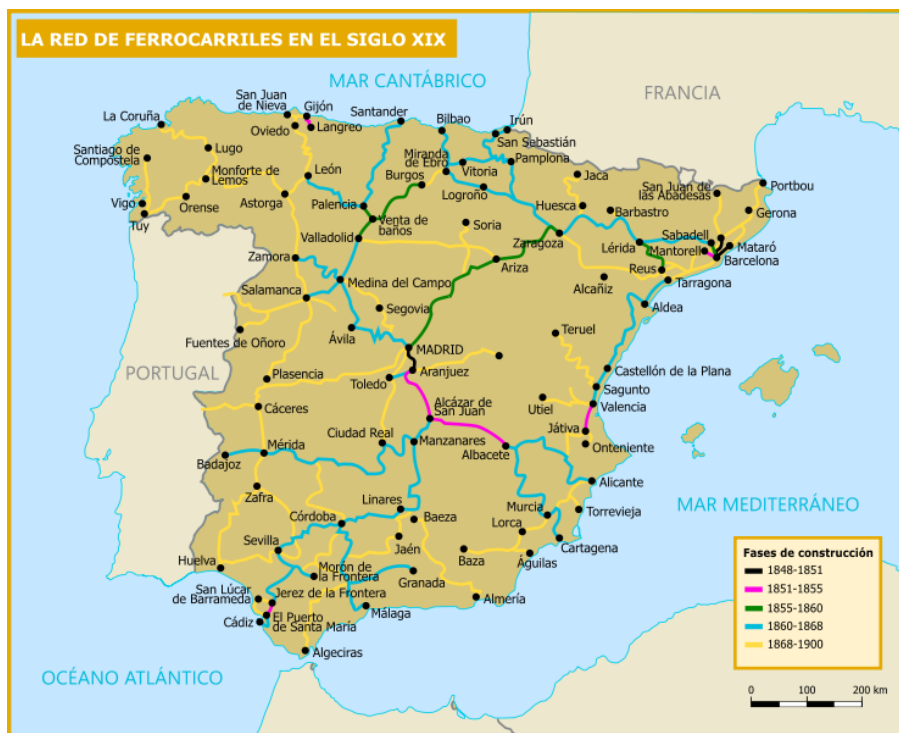 LA RED DE FERROCARRILES EN EL SIGLO XIX
MAR CANTÁBRICO
FRANCIA
San Juan
de Nieva
Gijón
La Coruña
Santander
Bilbao
Irún
Oviedo
Langreo
San Sebastián
Santiago de
Compostela
Lugo
Miranda
de Ebro
Vitoria
Pamplona
León
Monforte de
Lemos
Burgos
Logroño
Jaca
San Juan de
las Abadesas
Portbou
Vigo
Orense
Astorga
Palencia
Huesca
Barbastro
Gerona
Tuy
Venta de
baños
Soria
Valladolid
Zaragoza
Lérida
Sabadell
Mataró
Mantorell
Barcelona
Zamora
Ariza
Reus
Medina del Campo
Alcañiz
Tarragona
Salamanca
Segovia
Aldea
Ávila
Teruel
Fuentes de Oñoro
MADRID
PORTUGAL
Plasencia
Aranjuez
Castellón de la Plana
Toledo
Sagunto
Cáceres
Alcázar de
San Juan
Utiel
Valencia
Ciudad Real
Játiva
Mérida
Manzanares
Albacete
Onteniente
Badajoz
Zafra
Alicante
MAR MEDITERRÁNEO
Linares
Murcia
Córdoba
Baeza
Lorca
Torrevieja
Sevilla
Jaén
Cartagena
Huelva
Morón de
la Frontera
Baza
Águilas
Granada
San Lúcar
de Barrameda
Jerez de la Frontera
Málaga
Almería
Cádiz
El Puerto
de Santa María
Algeciras
OCÉANO ATLÁNTICO
Fases de construcción
1848-1851
1851-1855
1855-1860
1860-1868
1868-1900
0 100 200 km